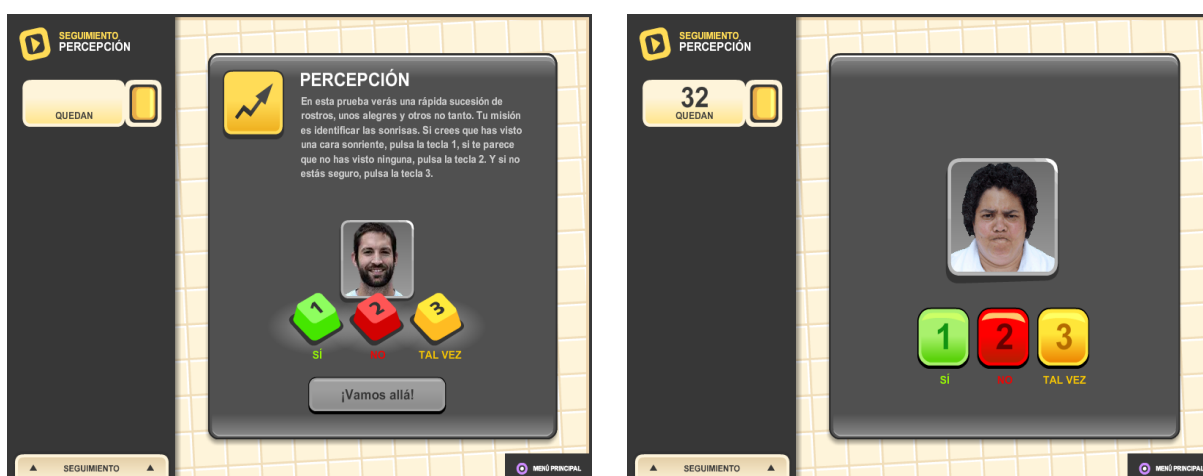 SEGUIMIENTO
PERCEPCIÓN
QUEDAN
PERCEPCIÓN
En esta prueba verás una rápida sucesión de
rostros, unos alegres y otros no tanto. Tu misión
es identificar las sonrisas. Si crees que has visto
una cara sonriente, pulsa la tecla 1, si te parece
que no has visto ninguna, pulsa la tecla 2. Y si no
estás seguro, pulsa la tecla 3.
1 2 3
SÍ NO TAL VEZ
¡Vamos allá!
SEGUIMIENTO
MENÚ PRINCIPAL
SEGUIMIENTO
PERCEPCIÓN
32
QUEDAN
1 2 3
SÍ NO TAL VEZ
SEGUIMIENTO
MENÚ PRINCIPAL